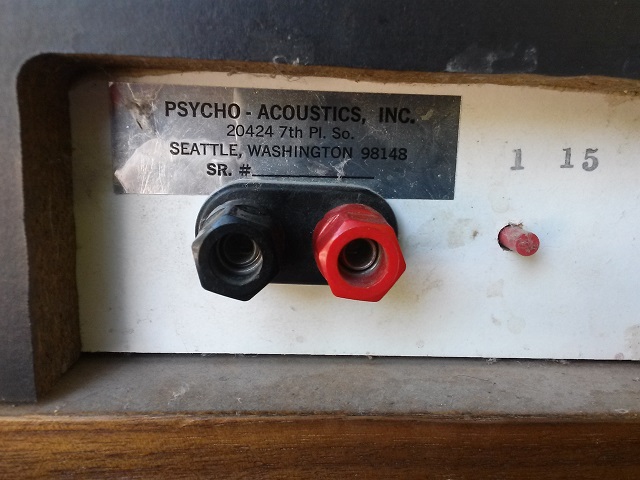 PSYCHO - ACOUSTICS, INC.
20424 7th Pl. So.
SEATTLE, WASHINGTON 98148
SR. #
1 15